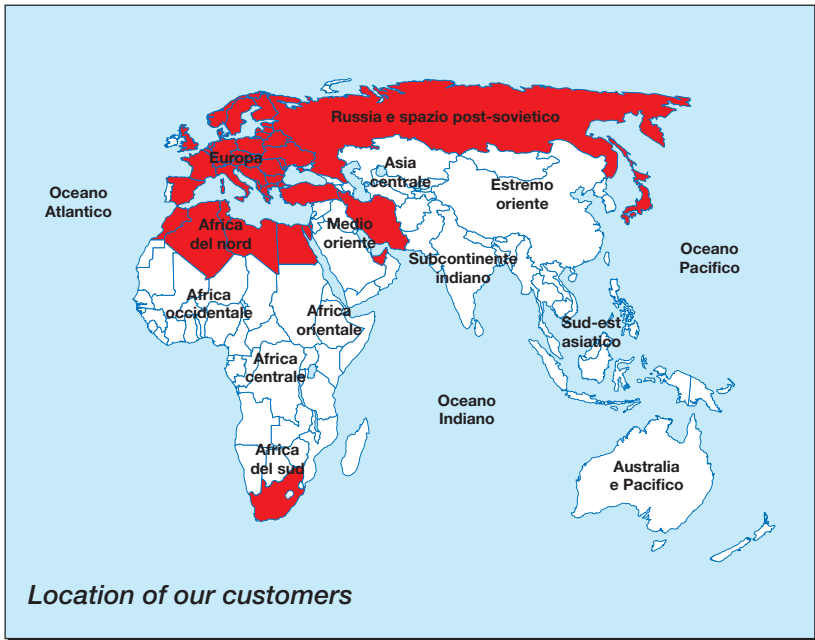 Russia e spazio post-sovietico
Europa
Asia
centrale
Estremo
oriente
Oceano
Atlantico
Africa
del nord
Medio
oriente
Subcontinente
indiano
Oceano
Pacifico
Africa
occidentale
Africa
orientale
Sud-est
asiatico
Africa
centrale
Oceano
Indiano
Africa
del sud
Australia
e Pacifico
Location of our customers